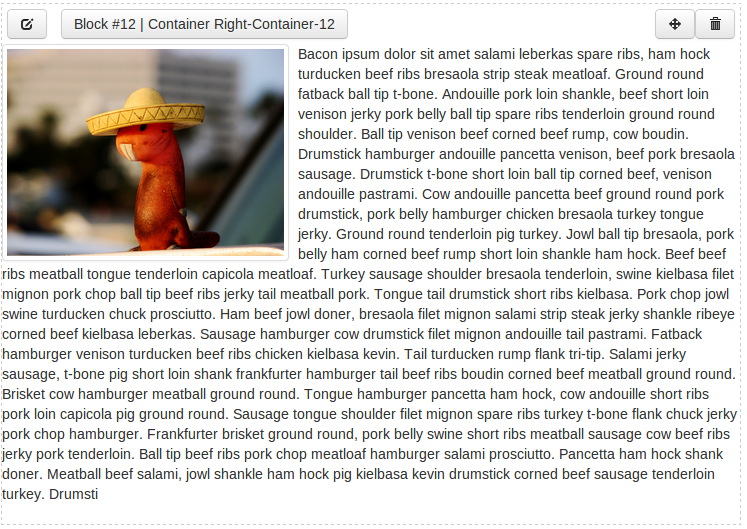 Block #12 | Container Right-Container-12
Bacon ipsum dolor sit amet salami leberkas spare ribs, ham hock
turducken beef ribs bresaola strip steak meatloaf. Ground round
fatback ball tip t-bone. Andouille pork loin shankle, beef short loin
venison jerky pork belly ball tip spare ribs tenderloin ground round
shoulder. Ball tip venison beef corned beef rump, cow boudin.
Drumstick hamburger andouille pancetta venison, beef pork bresaola
sausage. Drumstick t-bone short loin ball tip corned beef, venison
andouille pastrami. Cow andouille pancetta beef ground round pork
drumstick, pork belly hamburger chicken bresaola turkey tongue
jerky. Ground round tenderloin pig turkey. Jowl ball tip bresaola, pork
belly ham corned beef rump short loin shankle ham hock. Beef beef
ribs meatball tongue tenderloin capicola meatloaf. Turkey sausage shoulder bresaola tenderloin, swine kielbasa filet
mignon pork chop ball tip beef ribs jerky tail meatball pork. Tongue tail drumstick short ribs kielbasa. Pork chop jowl
swine turducken chuck prosciutto. Ham beef jowl doner, bresaola filet mignon salami strip steak jerky shankle ribeye
corned beef kielbasa leberkas. Sausage hamburger cow drumstick filet mignon andouille tail pastrami. Fatback
hamburger venison turducken beef ribs chicken kielbasa kevin. Tail turducken rump flank tri-tip. Salami jerky
sausage, t-bone pig short loin shank frankfurter hamburger tail beef ribs boudin corned beef meatball ground round.
Brisket cow hamburger meatball ground round. Tongue hamburger pancetta ham hock, cow andouille short ribs
pork loin capicola pig ground round. Sausage tongue shoulder filet mignon spare ribs turkey t-bone flank chuck jerky
pork chop hamburger. Frankfurter brisket ground round, pork belly swine short ribs meatball sausage cow beef ribs
jerky pork tenderloin. Ball tip beef ribs pork chop meatloaf hamburger salami prosciutto. Pancetta ham hock shank
doner. Meatball beef salami, jowl shankle ham hock pig kielbasa kevin drumstick corned beef sausage tenderloin
turkey. Drumsti